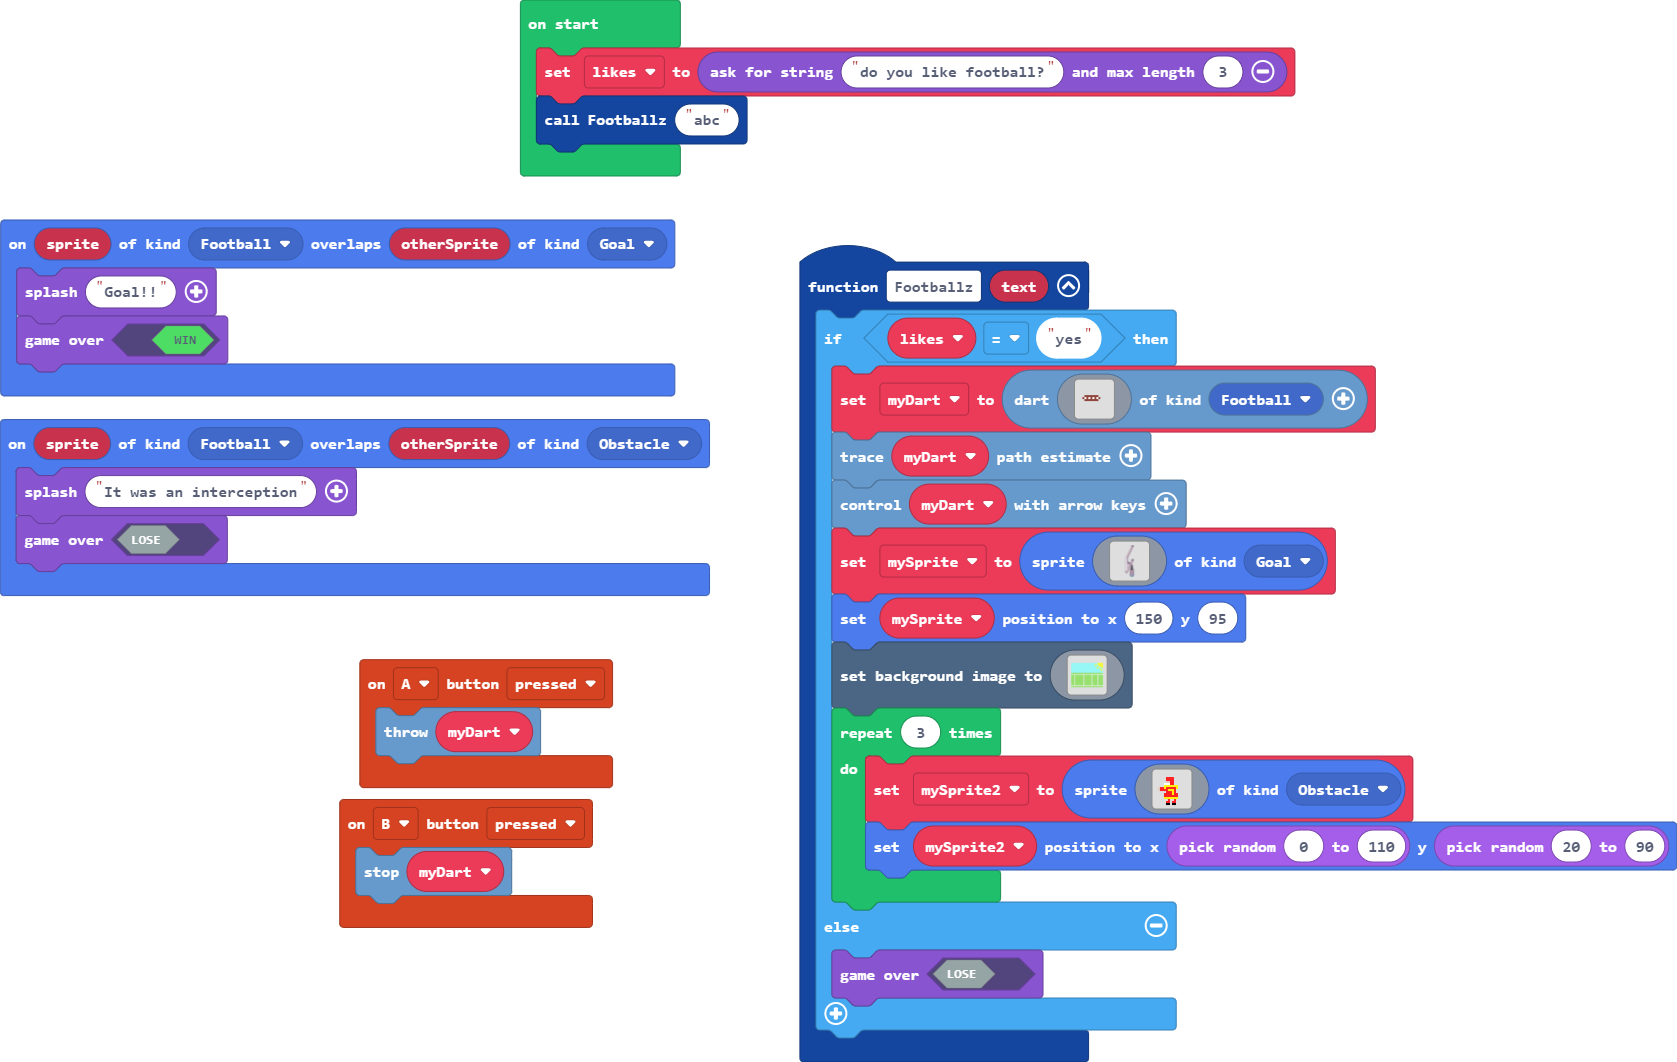 on start
set likes to ask for string "do you like football?" and max length 3
call Footballz "abc"
on sprite of kind Football overlaps otherSprite of kind Goal
splash "Goal!!"
game over WIN
on sprite of kind Football overlaps otherSprite of kind Obstacle
splash "It was an interception"
game over LOSE
on A button pressed
throw myDart
on B button pressed
stop myDart
function Footballz text
if likes = "yes" then
set myDart to dart of kind Football
trace myDart path estimate
control myDart with arrow keys
set mySprite to sprite of kind Goal
set mySprite position to x 150 y 95
set background image to
repeat 3 times
do
set mySprite2 to sprite of kind Obstacle
set mySprite2 position to x pick random 0 to 110 y pick random 20 to 90
else
game over LOSE